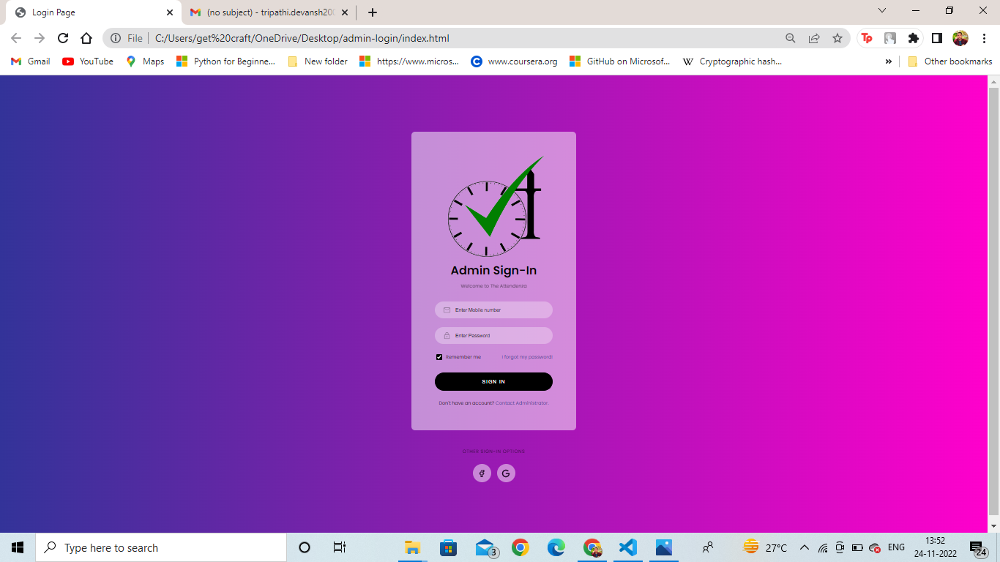 Login Page
(no subject) - tripathi.devansh200
File
C:/Users/get%20craft/OneDrive/Desktop/admin-login/index.html
Tp
Gmail
YouTube
Maps
Python for Beginne...
New folder
https://www.micros...
www.coursera.org
GitHub on Microsof...
W
Cryptographic hash...
»
Other bookmarks
t
Admin Sign-In
Welcome to The Attendenza
Enter Mobile number
Enter Password
Remember me
I forgot my password!
SIGN IN
Don't have an account? Contact Administrator.
OTHER SIGN-IN OPTIONS
Type here to search
3
27°C
ENG
13:52
24-11-2022
24